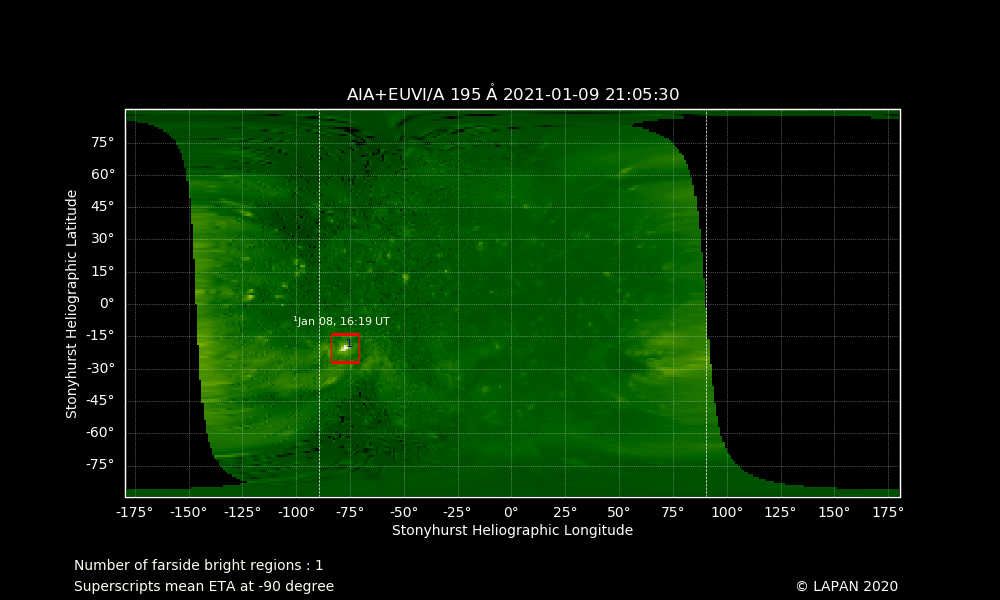 AIA+EUVI/A 195 Å 2021-01-09 21:05:30
Stonyhurst Heliographic Latitude
75°
60°
45°
30°
15°
0°
-15°
-30°
-45°
-60°
-75°
¹Jan 08, 16:19 UT
1
-175° -150° -125° -100° -75° -50° -25° 0° 25° 50° 75° 100° 125° 150° 175°
Stonyhurst Heliographic Longitude
Number of farside bright regions : 1
Superscripts mean ETA at -90 degree
© LAPAN 2020